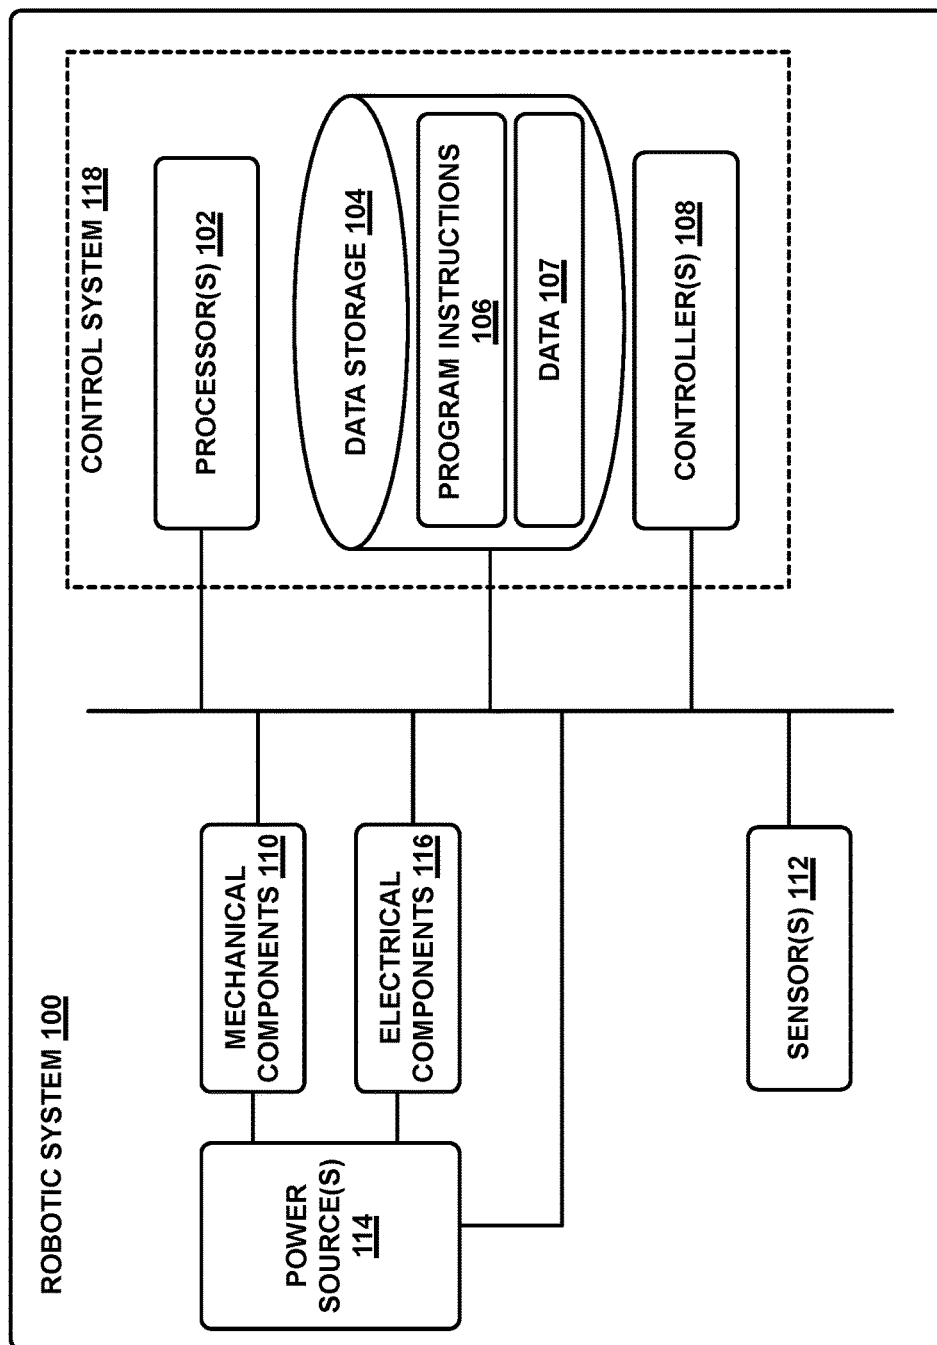 ROBOTIC SYSTEM 100
CONTROL SYSTEM 118
PROCESSOR(S) 102
DATA STORAGE 104
PROGRAM INSTRUCTIONS
106
DATA 107
CONTROLLER(S) 108
MECHANICAL
COMPONENTS 110
ELECTRICAL
COMPONENTS 116
POWER
SOURCE(S)
114
SENSOR(S) 112